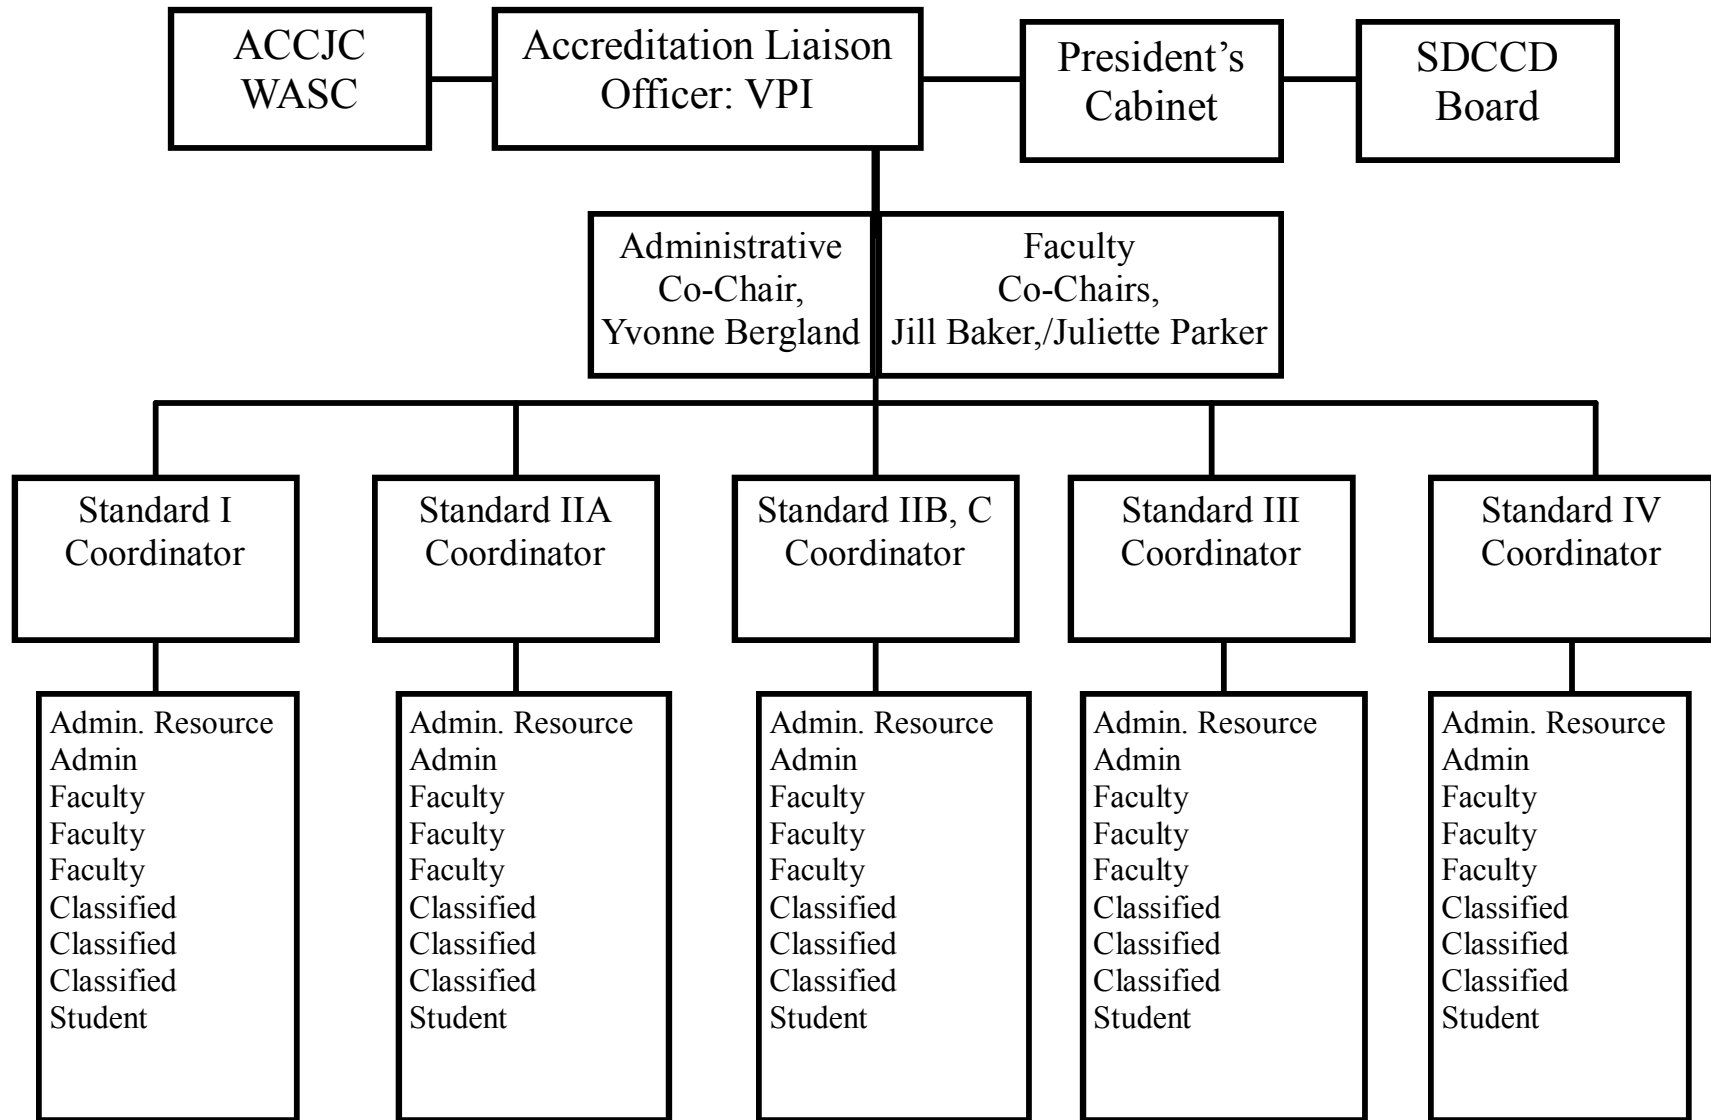 ACCJC
WASC
Accreditation Liaison
Officer: VPI
President’s
Cabinet
SDCCD
Board
Administrative
Co-Chair,
Yvonne Bergland
Faculty
Co-Chairs,
Jill Baker,/Juliette Parker
Standard I
Coordinator
Standard IIA
Coordinator
Standard IIB, C
Coordinator
Standard III
Coordinator
Standard IV
Coordinator
Admin. Resource
Admin
Faculty
Faculty
Faculty
Classified
Classified
Classified
Student
Admin. Resource
Admin
Faculty
Faculty
Faculty
Classified
Classified
Classified
Student
Admin. Resource
Admin
Faculty
Faculty
Faculty
Classified
Classified
Classified
Student
Admin. Resource
Admin
Faculty
Faculty
Faculty
Classified
Classified
Classified
Student
Admin. Resource
Admin
Faculty
Faculty
Faculty
Classified
Classified
Classified
Student